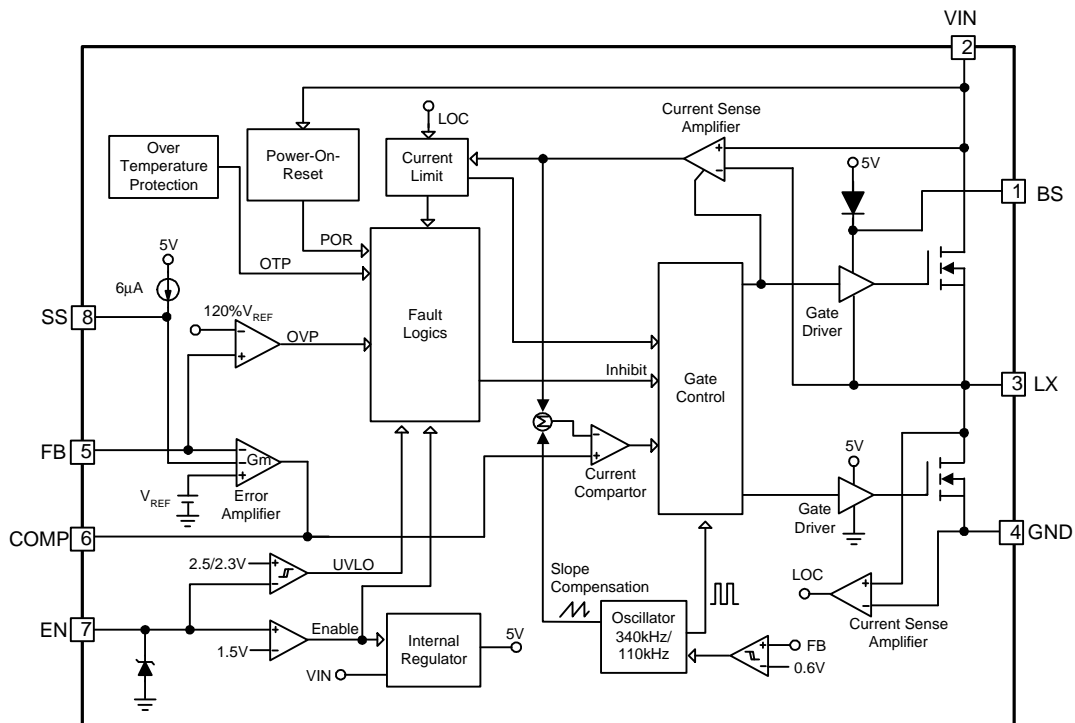 VIN
2
LOC
Current Sense
Amplifier
Over
Temperature
Protection
Power-On-
Reset
Current
Limit
+
-
5V
1
BS
POR
OTP
5V
6μA
SS
8
120%VREF
-
+
OVP
Fault
Logics
Gate
Driver
Inhibit
Gate
Control
3
LX
Σ
FB
5
-
-
+
Gm
Error
Amplifier
VREF
-
+
Current
Compartor
5V
Gate
Driver
COMP
6
4
GND
2.5/2.3V
+
-
UVLO
Slope
Compensation
LOC
+
-
Current Sense
Amplifier
EN
7
+
-
1.5V
Enable
Internal
Regulator
5V
VIN
Oscillator
340kHz/
110kHz
+
-
FB
0.6V